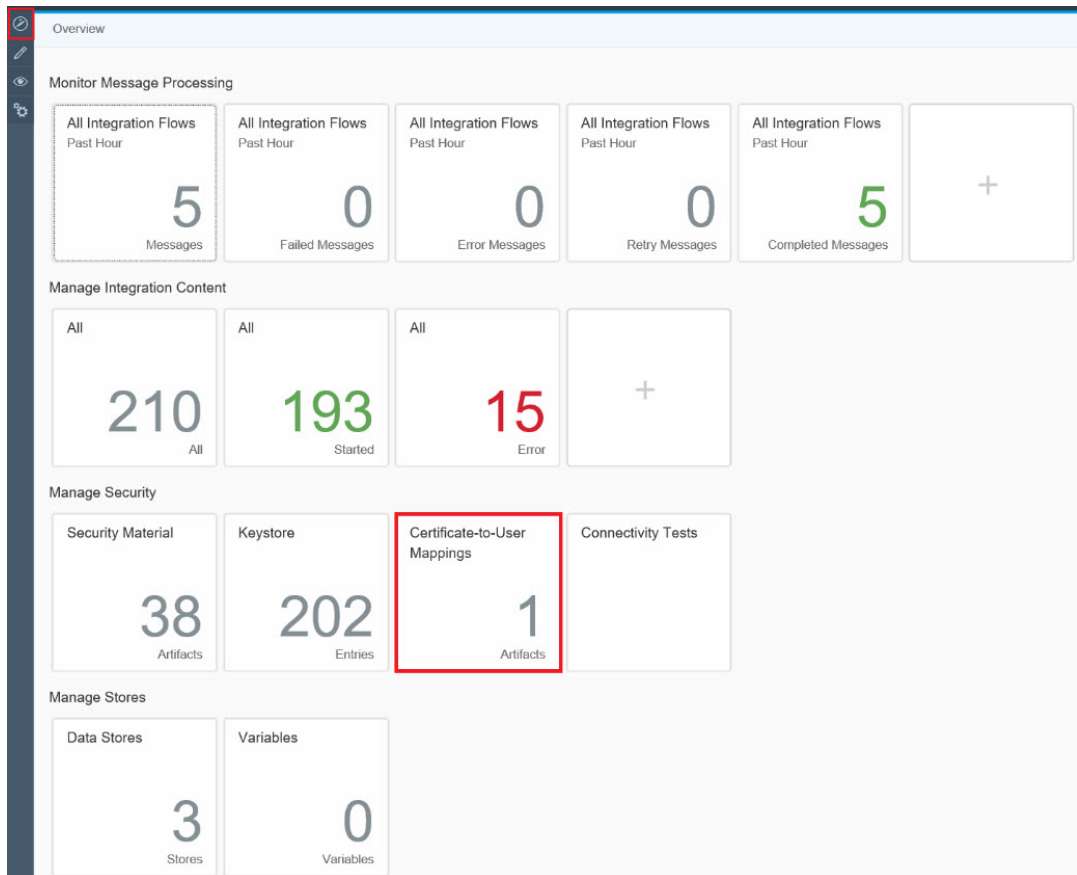 Overview
Monitor Message Processing
All Integration Flows
Past Hour
5
Messages
All Integration Flows
Past Hour
0
Failed Messages
All Integration Flows
Past Hour
0
Error Messages
All Integration Flows
Past Hour
0
Retry Messages
All Integration Flows
Past Hour
5
Completed Messages
+
Manage Integration Content
All
210
All
All
193
Started
All
15
Error
+
Manage Security
Security Material
38
Artifacts
Keystore
202
Entries
Certificate-to-User
Mappings
1
Artifacts
Connectivity Tests
Manage Stores
Data Stores
3
Stores
Variables
0
Variables